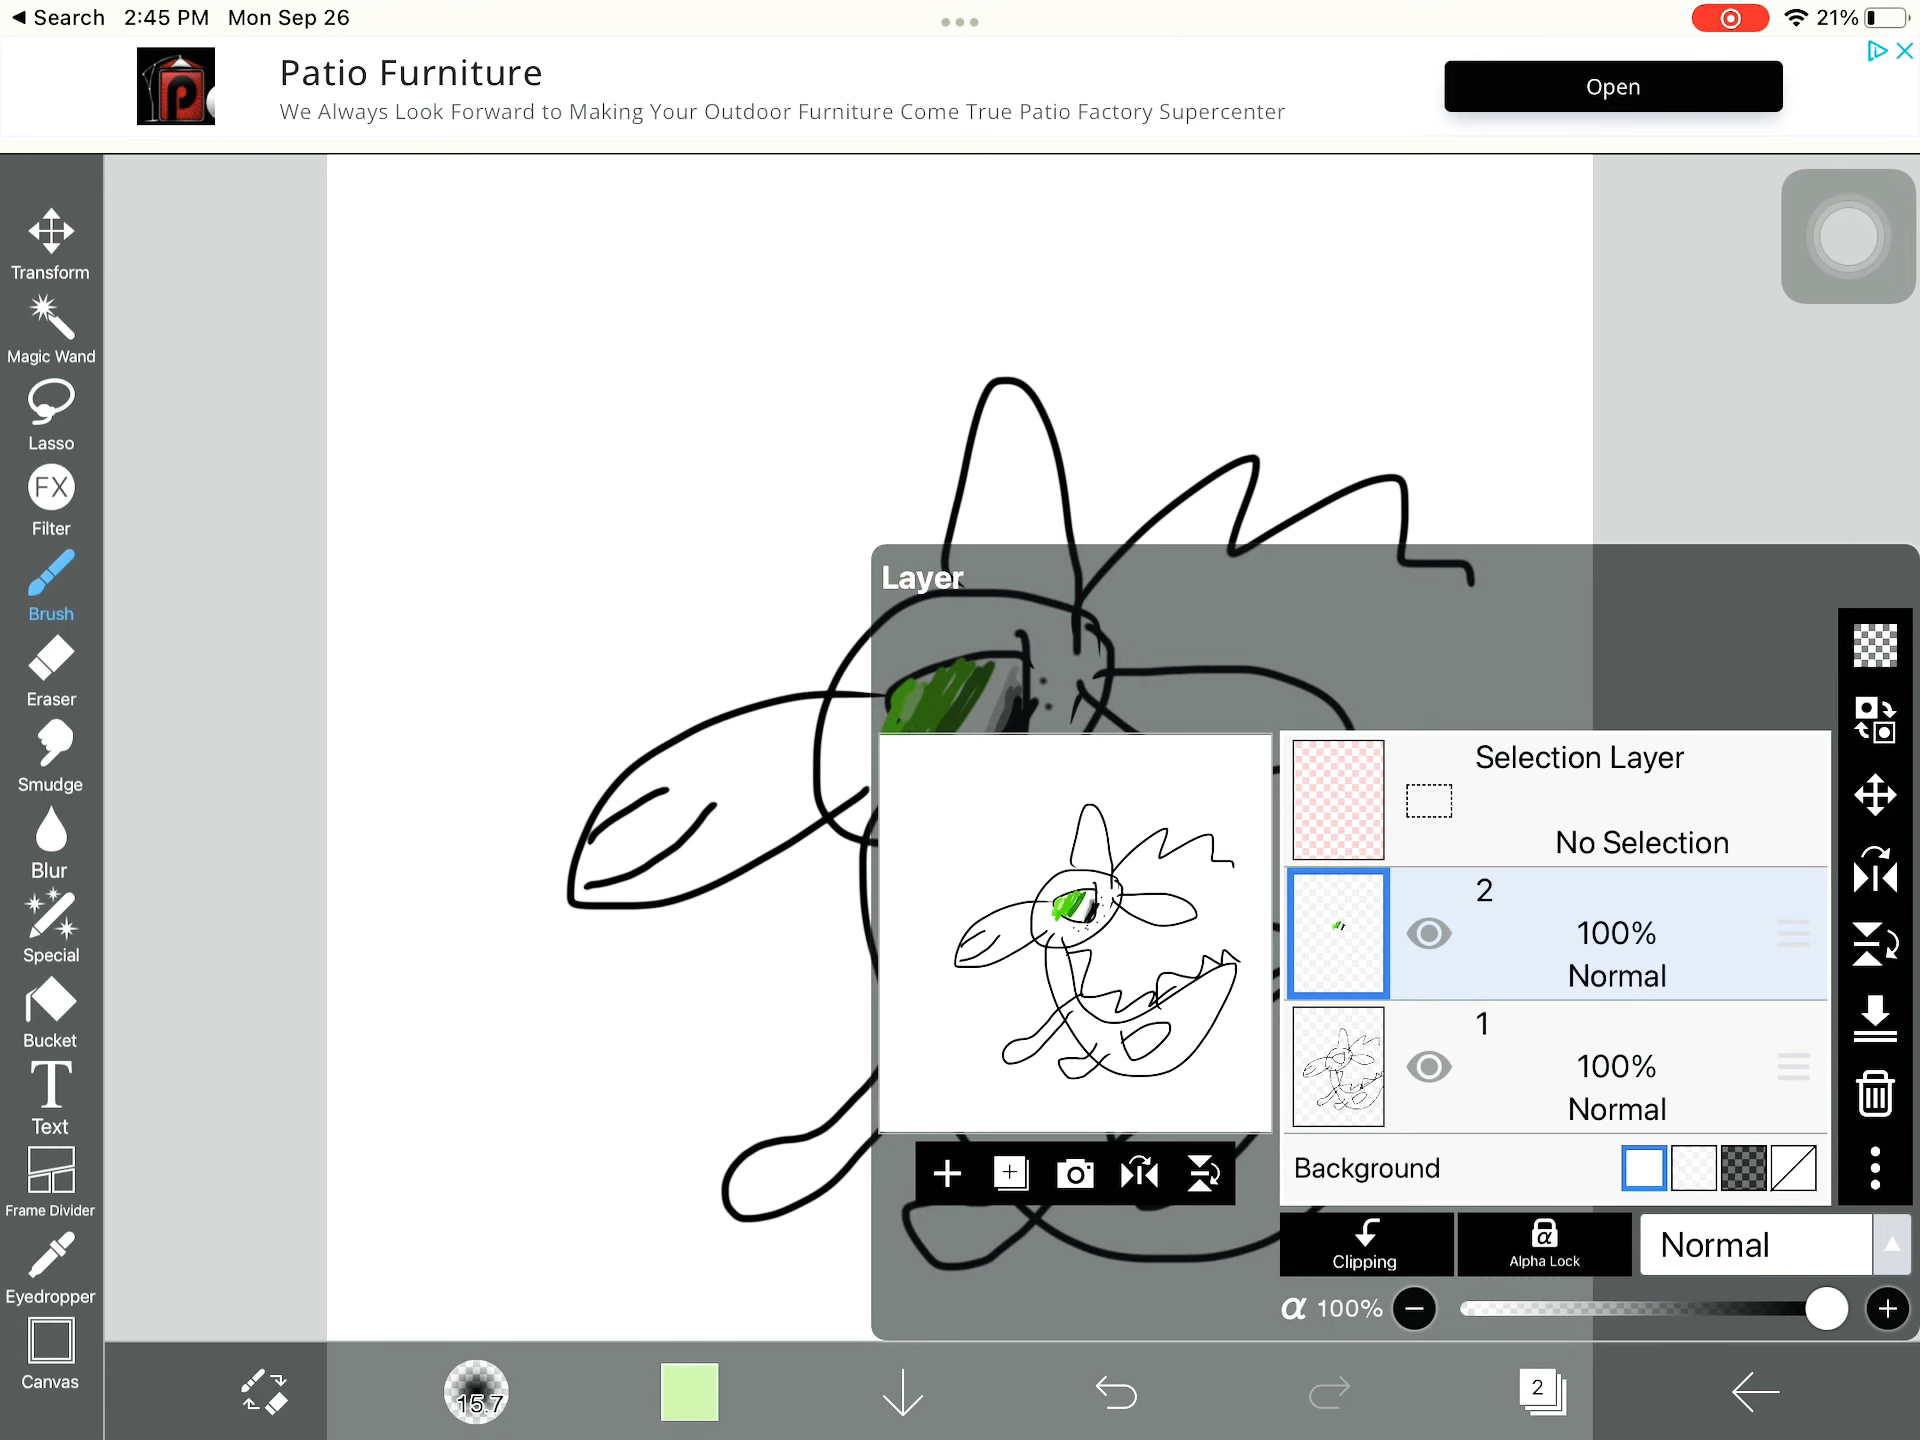 Search 2:45 PM Mon Sep 26
21%
Patio Furniture
We Always Look Forward to Making Your Outdoor Furniture Come True Patio Factory Supercenter
Open
Transform
Magic Wand
Lasso
FX
Filter
Brush
Eraser
Smudge
Blur
Special
Bucket
T
Text
Frame Divider
Eyedropper
Canvas
Layer
Selection Layer
No Selection
2
100%
Normal
1
100%
Normal
Background
Clipping
α
Alpha Lock
Normal
α 100%
15.7
2